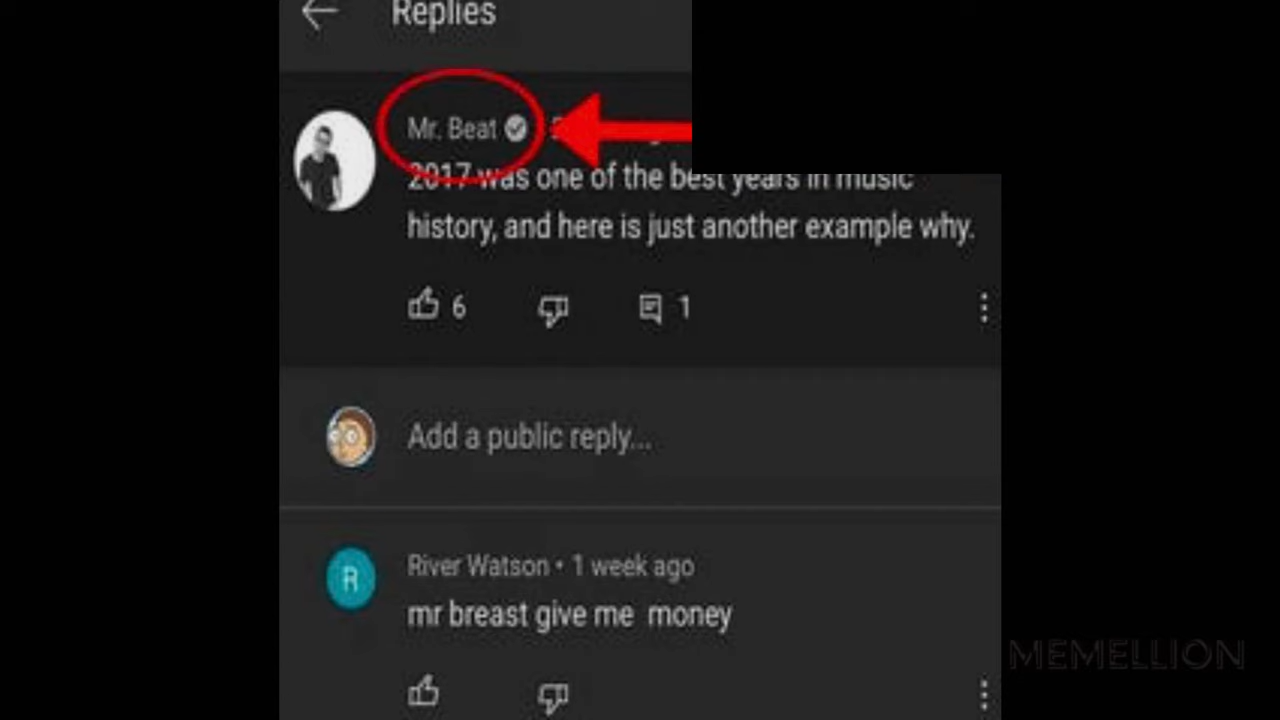 Replies
Mr. Beat
2017 was one of the best years in music
history, and here is just another example why.
6 1
Add a public reply...
R
River Watson • 1 week ago
mr breast give me money
MEMELLION